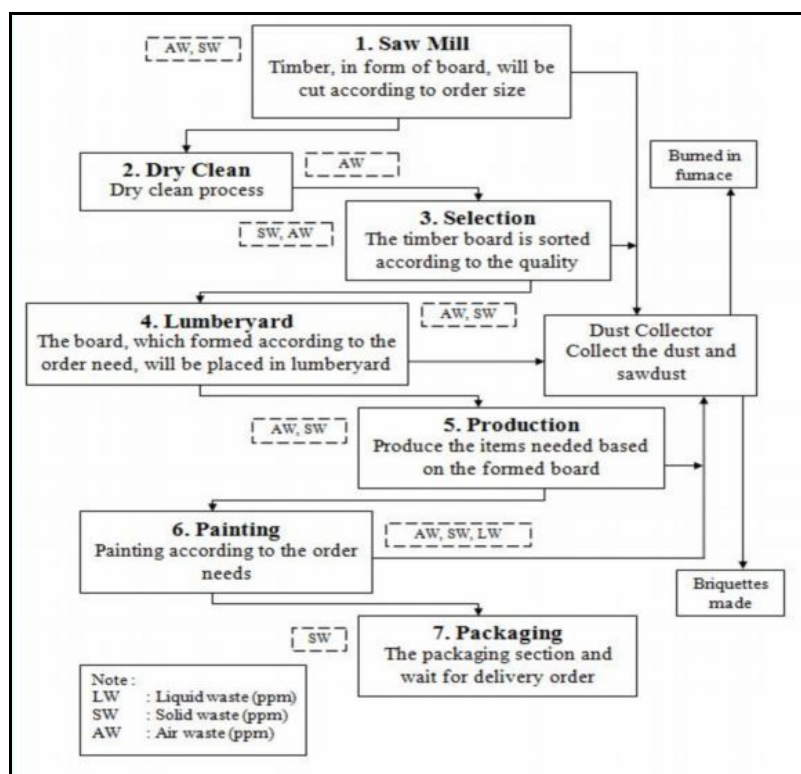 AW, SW
1. Saw Mill
Timber, in form of board, will be
cut according to order size
2. Dry Clean
Dry clean process
AW
Burned in
furnace
SW, AW
3. Selection
The timber board is sorted
according to the quality
4. Lumberyard
The board, which formed according to the
order need, will be placed in lumberyard
AW, SW
Dust Collector
Collect the dust and
sawdust
AW, SW
5. Production
Produce the items needed based
on the formed board
6. Painting
Painting according to the order
needs
AW, SW, LW
Briquettes
made
SW
7. Packaging
The packaging section and
wait for delivery order
Note :
LW : Liquid waste (ppm)
SW : Solid waste (ppm)
AW : Air waste (ppm)